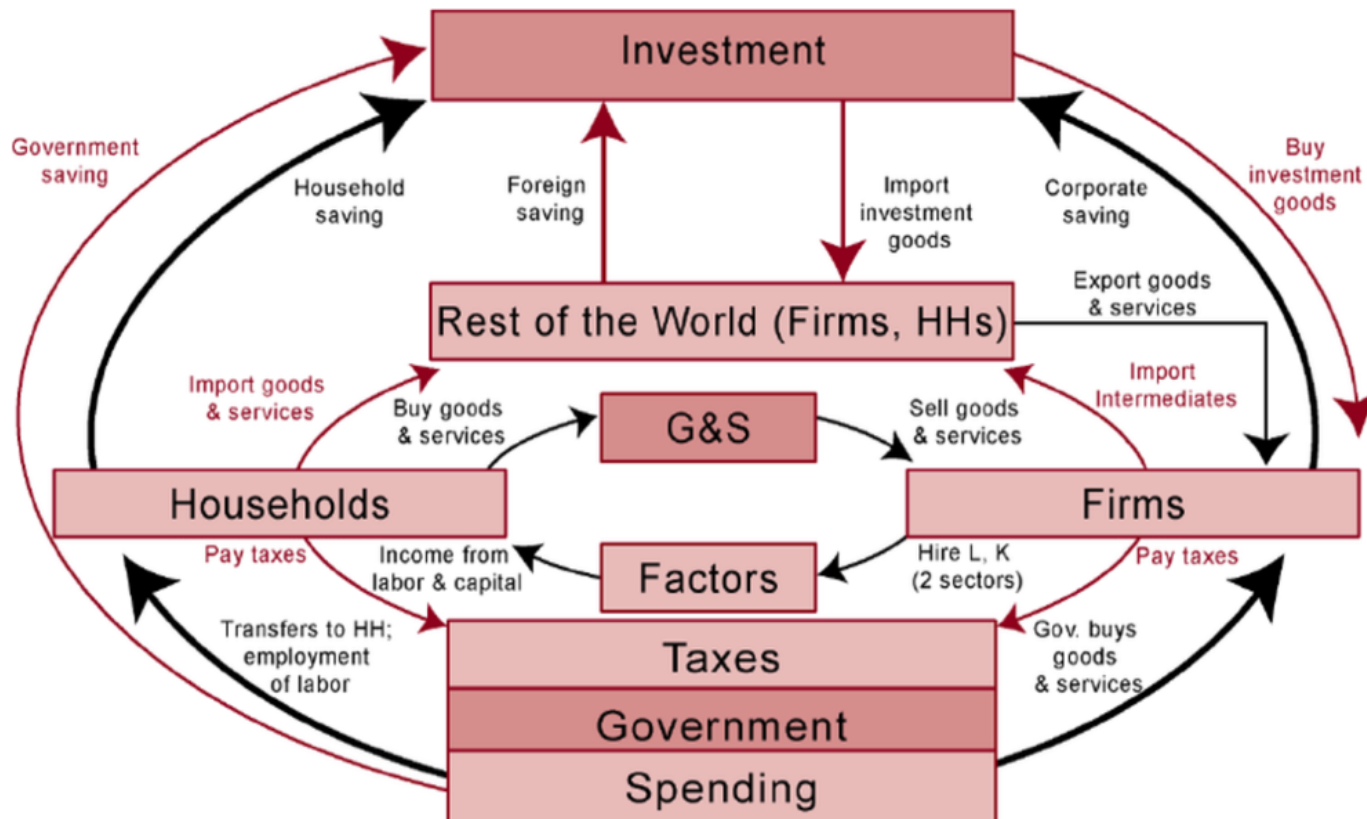 Investment
Government
saving
Household
saving
Foreign
saving
Import
investment
goods
Corporate
saving
Buy
investment
goods
Rest of the World (Firms, HHs)
Export goods
& services
Import goods
& services
Buy goods
& services
G&S
Sell goods
& services
Import
Intermediates
Households
Firms
Pay taxes
Income from
labor & capital
Factors
Hire L, K
(2 sectors)
Pay taxes
Transfers to HH;
employment
of labor
Taxes
Gov. buys
goods
& services
Government
Spending